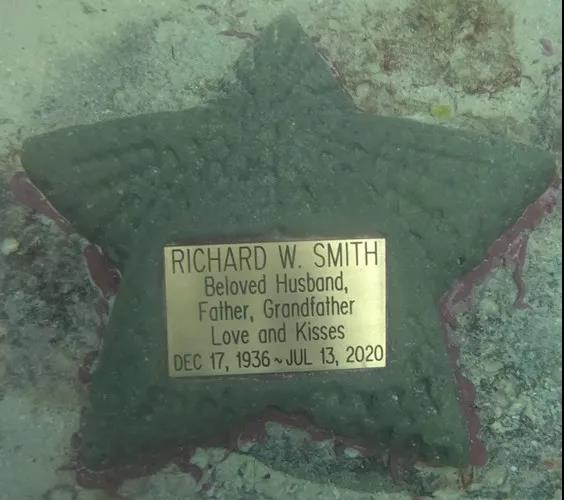 RICHARD W. SMITH
Beloved Husband,
Father, Grandfather
Love and Kisses
DEC 17, 1936 ~ JUL 13, 2020